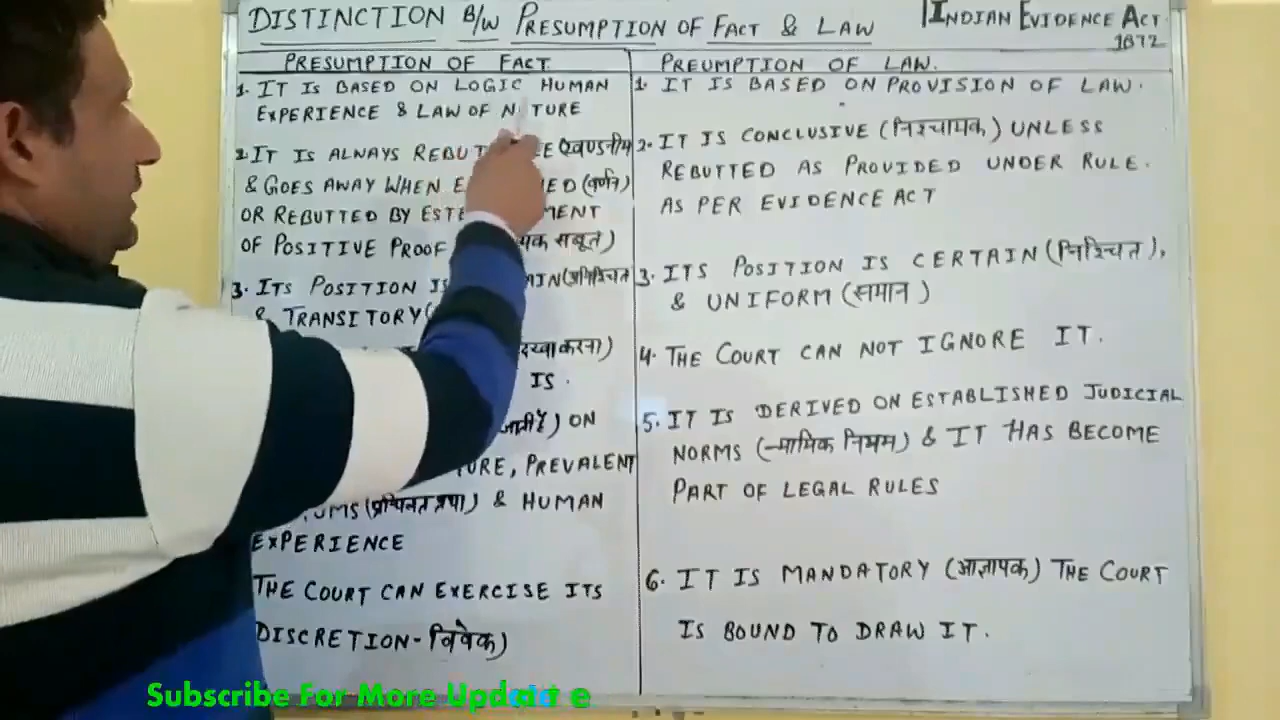 DISTINCTION B/W PRESUMPTION OF FACT & LAW
INDIAN EVIDENCE ACT
1872
PRESUMPTION OF FACT
1. IT IS BASED ON LOGIC HUMAN
EXPERIENCE & LAW OF N TURE
2. IT IS ALWAYS REBUT
& GOES AWAY WHEN
OR REBUTTED BY
OF POSITIVE PROOF सबूत)
3. ITS POSITION IS (अनिश्चित
& TRANSITORY (
IS.
ON
PREVALENT
& HUMAN
EXPERIENCE
THE COURT CAN EXERCISE ITS
DISCRETION-विवेक)
PREUMPTION OF LAW.
1. IT IS BASED ON PROVISION OF LAW.
2. IT IS CONCLUSIVE (निश्चायक) UNLESS
REBUTTED AS PROVIDED UNDER RULE.
AS PER EVIDENCE ACT
3. ITS POSITION IS CERTAIN (निश्चित),
& UNIFORM (समान)
4. THE COURT CAN NOT IGNORE IT.
5. IT IS DERIVED ON ESTABLISHED JUDICIAL
NORMS (न्यायिक नियम) & IT HAS BECOME
PART OF LEGAL RULES
6. IT IS MANDATORY (आज्ञापक) THE COURT
IS BOUND TO DRAW IT.
Subscribe For More Update